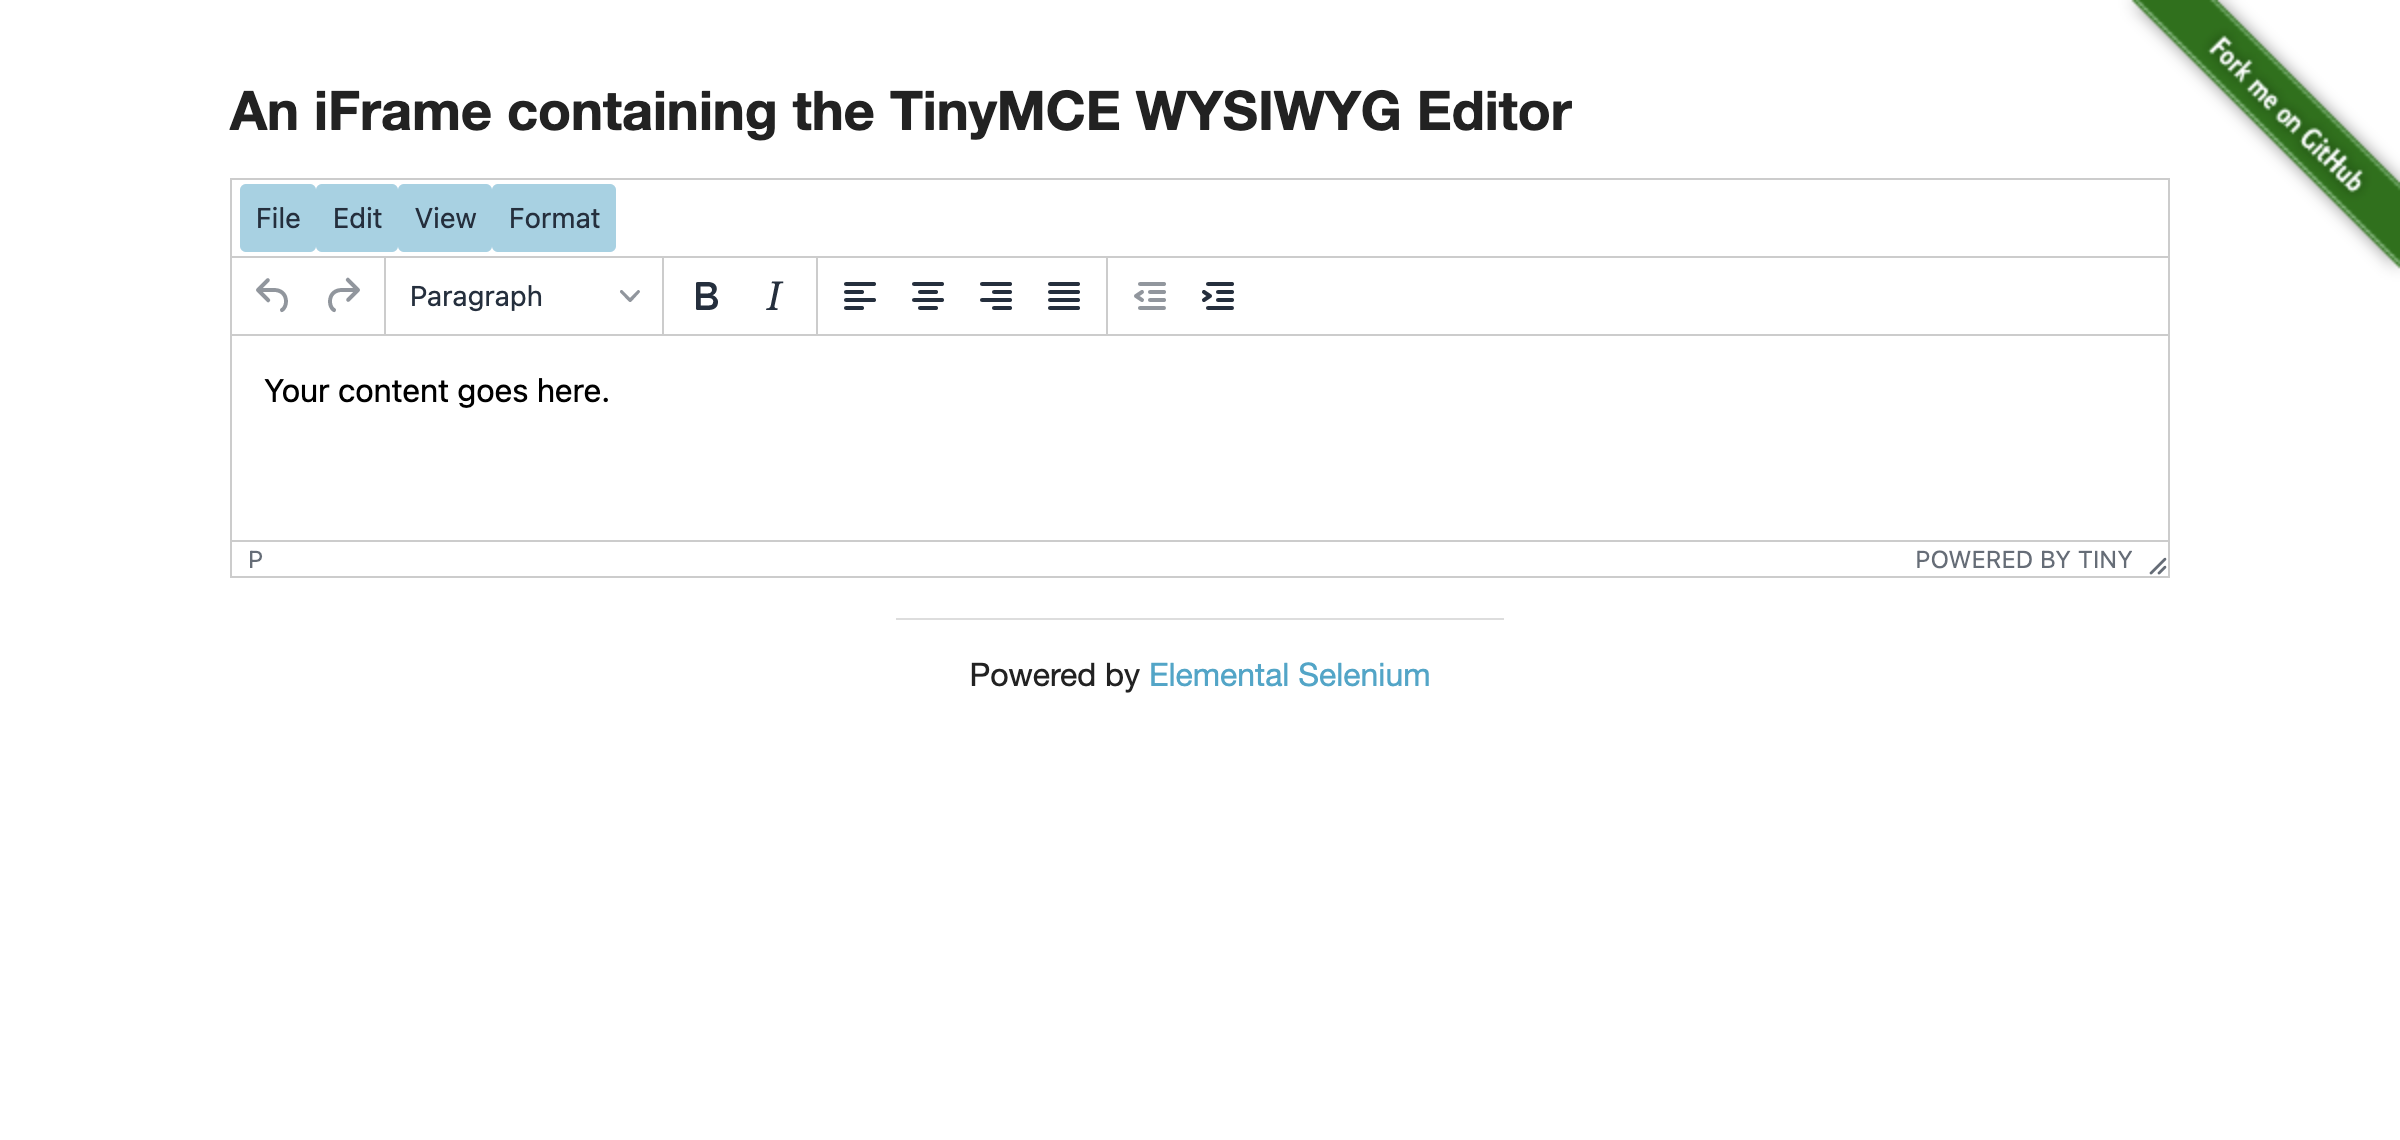 Fork me on GitHub
An iFrame containing the TinyMCE WYSIWYG Editor
File Edit View Format
Paragraph B I
Your content goes here.
P POWERED BY TINY
Powered by Elemental Selenium